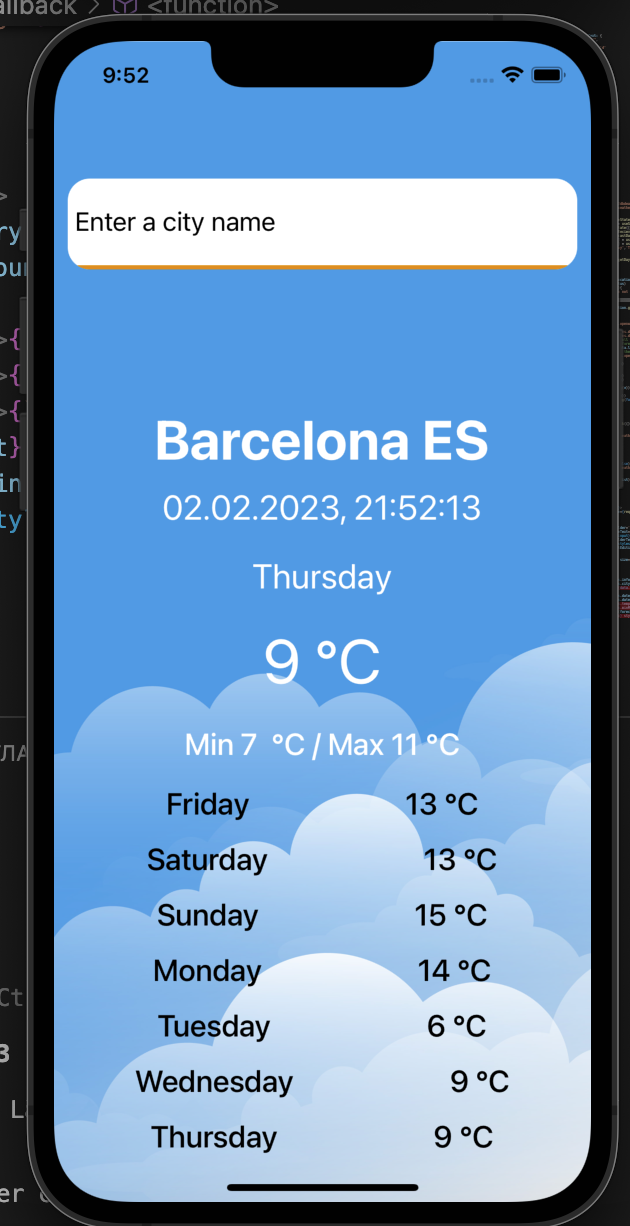 allback > <function>
9:52
Enter a city name
Barcelona ES
02.02.2023, 21:52:13
Thursday
9 °C
Min 7  °C / Max 11 °C
Friday 13 °C
Saturday 13 °C
Sunday 15 °C
Monday 14 °C
Tuesday 6 °C
Wednesday 9 °C
Thursday 9 °C